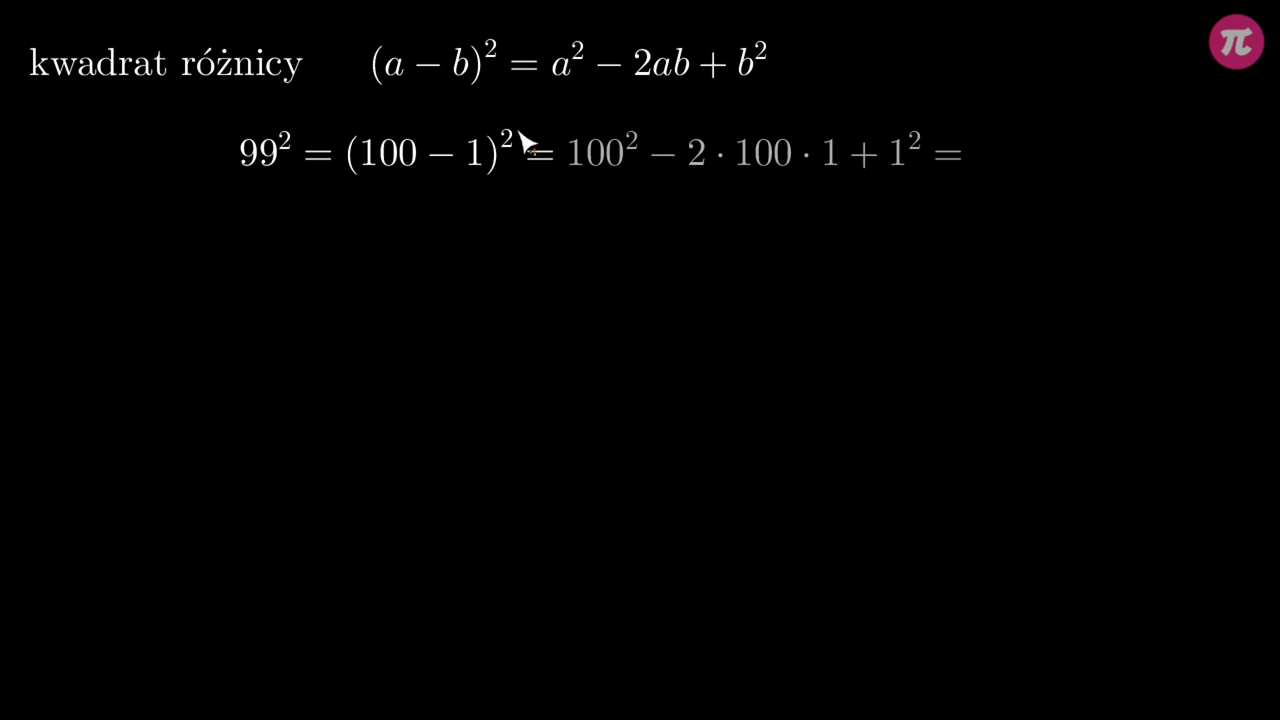 kwadrat różnicy (a − b)² = a² − 2ab + b²
99² = (100 − 1)² = 100² − 2 · 100 · 1 + 1² =
π